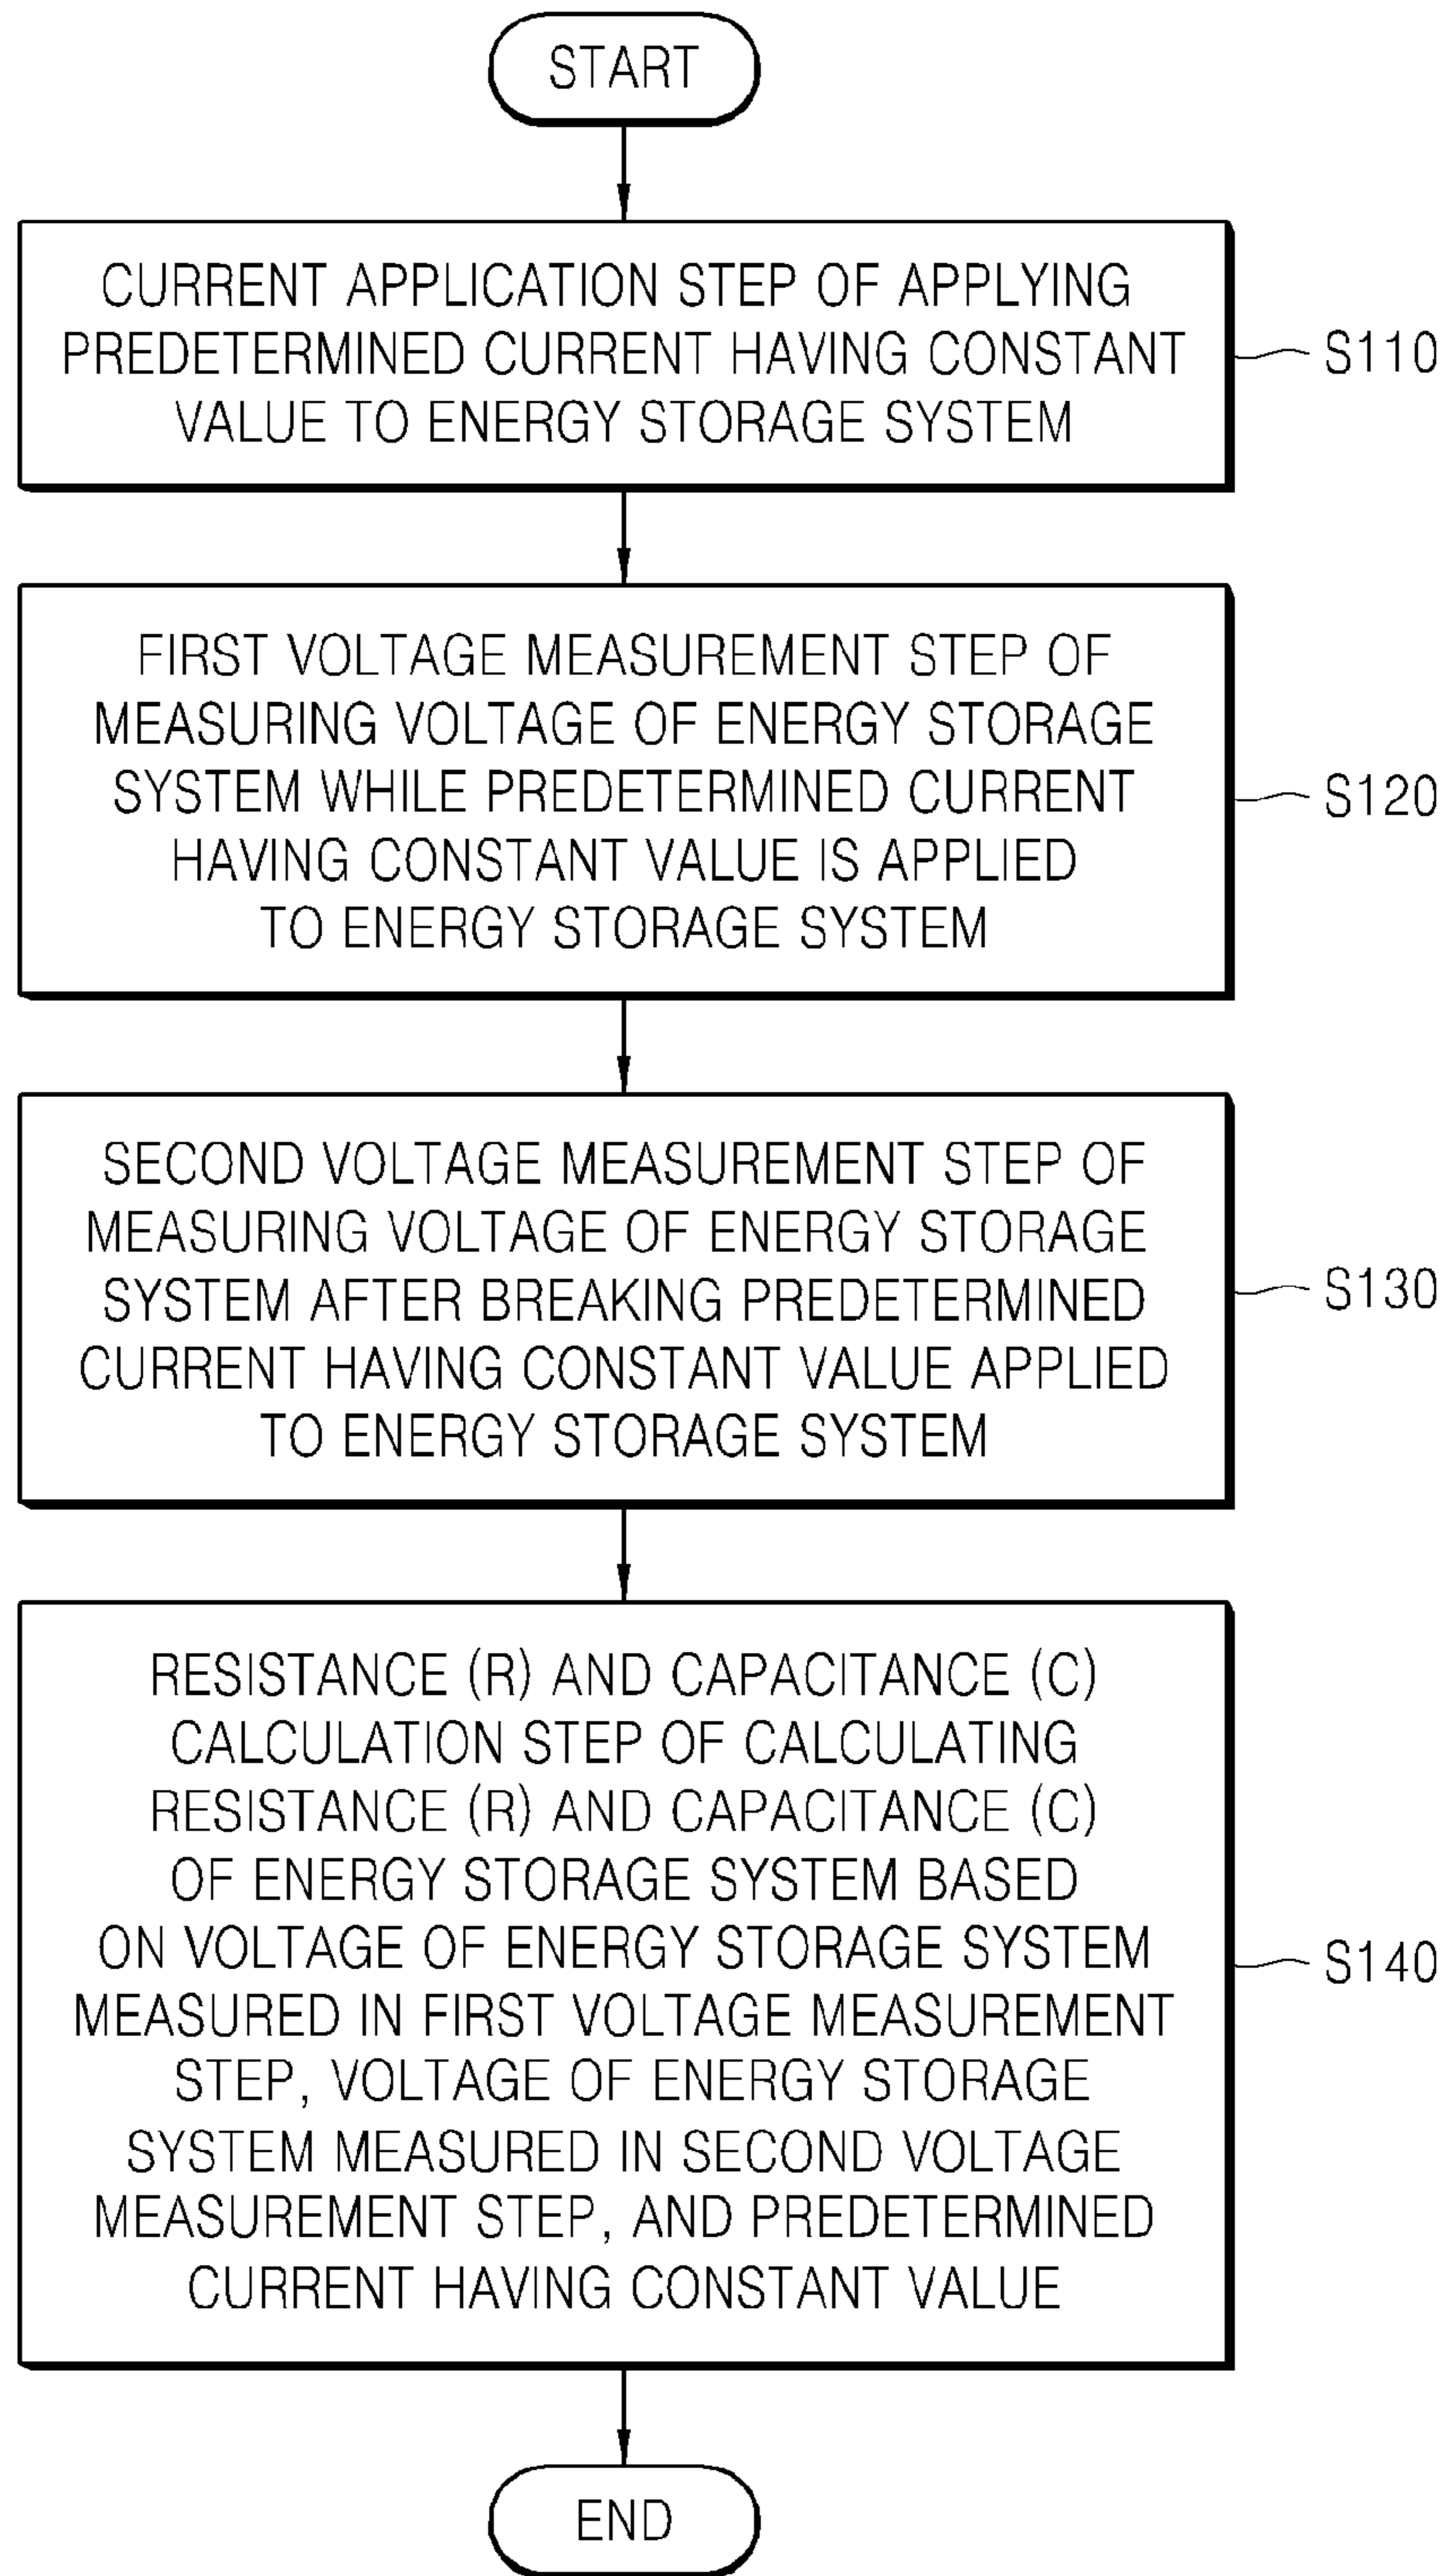 START
CURRENT APPLICATION STEP OF APPLYING
PREDETERMINED CURRENT HAVING CONSTANT
VALUE TO ENERGY STORAGE SYSTEM
S110
FIRST VOLTAGE MEASUREMENT STEP OF
MEASURING VOLTAGE OF ENERGY STORAGE
SYSTEM WHILE PREDETERMINED CURRENT
HAVING CONSTANT VALUE IS APPLIED
TO ENERGY STORAGE SYSTEM
S120
SECOND VOLTAGE MEASUREMENT STEP OF
MEASURING VOLTAGE OF ENERGY STORAGE
SYSTEM AFTER BREAKING PREDETERMINED
CURRENT HAVING CONSTANT VALUE APPLIED
TO ENERGY STORAGE SYSTEM
S130
RESISTANCE (R) AND CAPACITANCE (C)
CALCULATION STEP OF CALCULATING
RESISTANCE (R) AND CAPACITANCE (C)
OF ENERGY STORAGE SYSTEM BASED
ON VOLTAGE OF ENERGY STORAGE SYSTEM
MEASURED IN FIRST VOLTAGE MEASUREMENT
STEP, VOLTAGE OF ENERGY STORAGE
SYSTEM MEASURED IN SECOND VOLTAGE
MEASUREMENT STEP, AND PREDETERMINED
CURRENT HAVING CONSTANT VALUE
S140
END